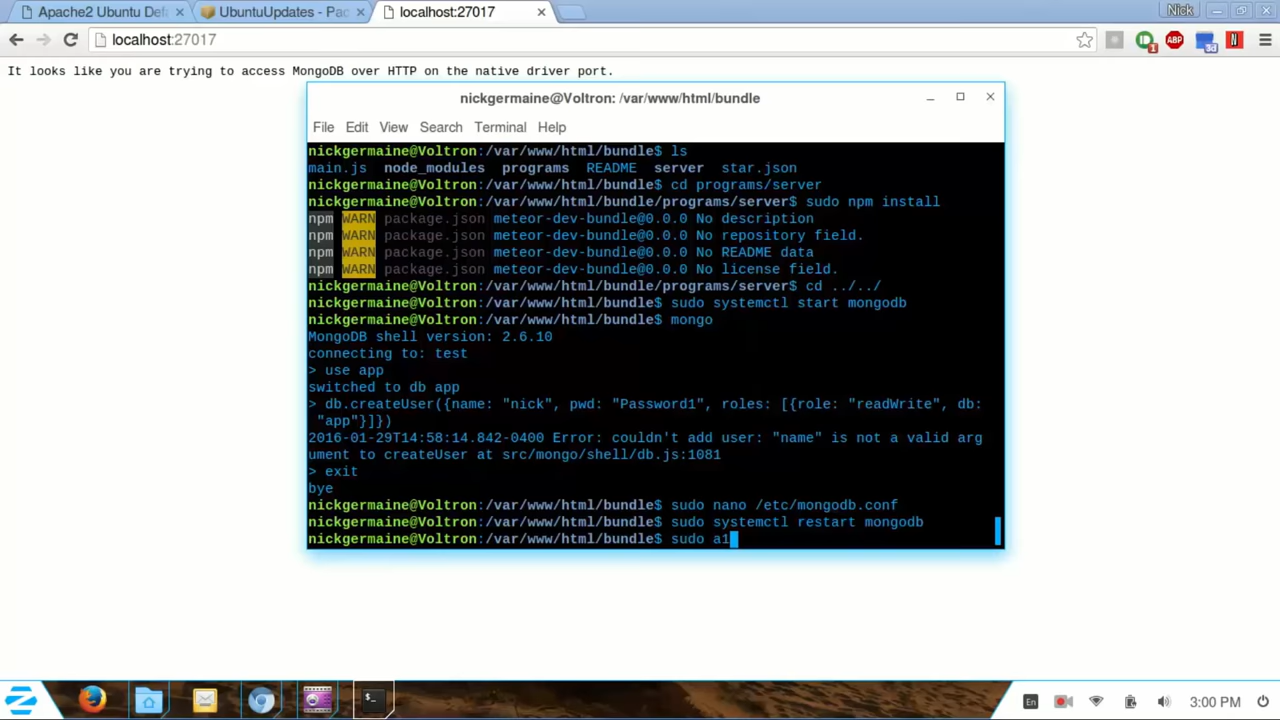 Apache2 Ubuntu Def
UbuntuUpdates - Pac
localhost:27017
Nick
localhost:27017
1
ABP
3d
N
It looks like you are trying to access MongoDB over HTTP on the native driver port.
nickgermaine@Voltron: /var/www/html/bundle
File Edit View Search Terminal Help
nickgermaine@Voltron:/var/www/html/bundle$ ls
main.js node_modules programs README server star.json
nickgermaine@Voltron:/var/www/html/bundle$ cd programs/server
nickgermaine@Voltron:/var/www/html/bundle/programs/server$ sudo npm install
npm WARN package.json meteor-dev-bundle@0.0.0 No description
npm WARN package.json meteor-dev-bundle@0.0.0 No repository field.
npm WARN package.json meteor-dev-bundle@0.0.0 No README data
npm WARN package.json meteor-dev-bundle@0.0.0 No license field.
nickgermaine@Voltron:/var/www/html/bundle/programs/server$ cd ../../
nickgermaine@Voltron:/var/www/html/bundle$ sudo systemctl start mongodb
nickgermaine@Voltron:/var/www/html/bundle$ mongo
MongoDB shell version: 2.6.10
connecting to: test
> use app
switched to db app
> db.createUser({name: "nick", pwd: "Password1", roles: [{role: "readWrite", db:
"app"}]})
2016-01-29T14:58:14.842-0400 Error: couldn't add user: "name" is not a valid arg
ument to createUser at src/mongo/shell/db.js:1081
> exit
bye
nickgermaine@Voltron:/var/www/html/bundle$ sudo nano /etc/mongodb.conf
nickgermaine@Voltron:/var/www/html/bundle$ sudo systemctl restart mongodb
nickgermaine@Voltron:/var/www/html/bundle$ sudo a1
En
3:00 PM